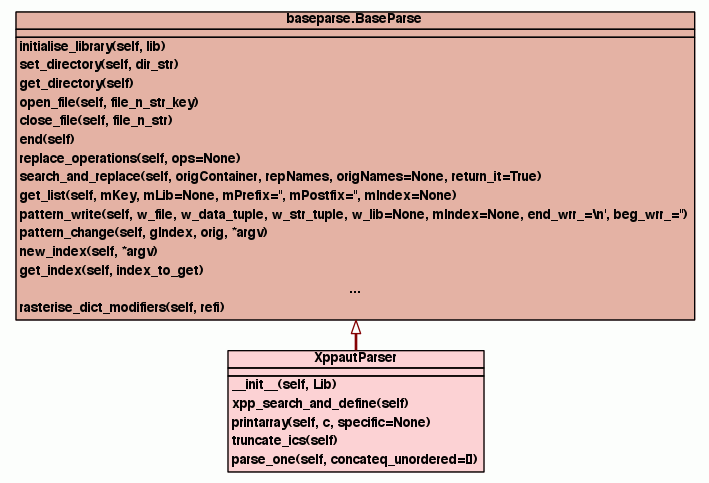 baseparse.BaseParse
initialise_library(self, lib)
set_directory(self, dir_str)
get_directory(self)
open_file(self, file_n_str_key)
close_file(self, file_n_str)
end(self)
replace_operations(self, ops=None)
search_and_replace(self, origContainer, repNames, origNames=None, return_it=True)
get_list(self, mKey, mLib=None, mPrefix='', mPostfix='', mIndex=None)
pattern_write(self, w_file, w_data_tuple, w_str_tuple, w_lib=None, mIndex=None, end_wrr_=\n', beg_wrr_='')
pattern_change(self, gIndex, orig, *argv)
new_index(self, *argv)
get_index(self, index_to_get)
...
rasterise_dict_modifiers(self, refi)
XppautParser
__init__(self, Lib)
xpp_search_and_define(self)
printarray(self, c, specific=None)
truncate_ics(self)
parse_one(self, concateq_unordered=[])